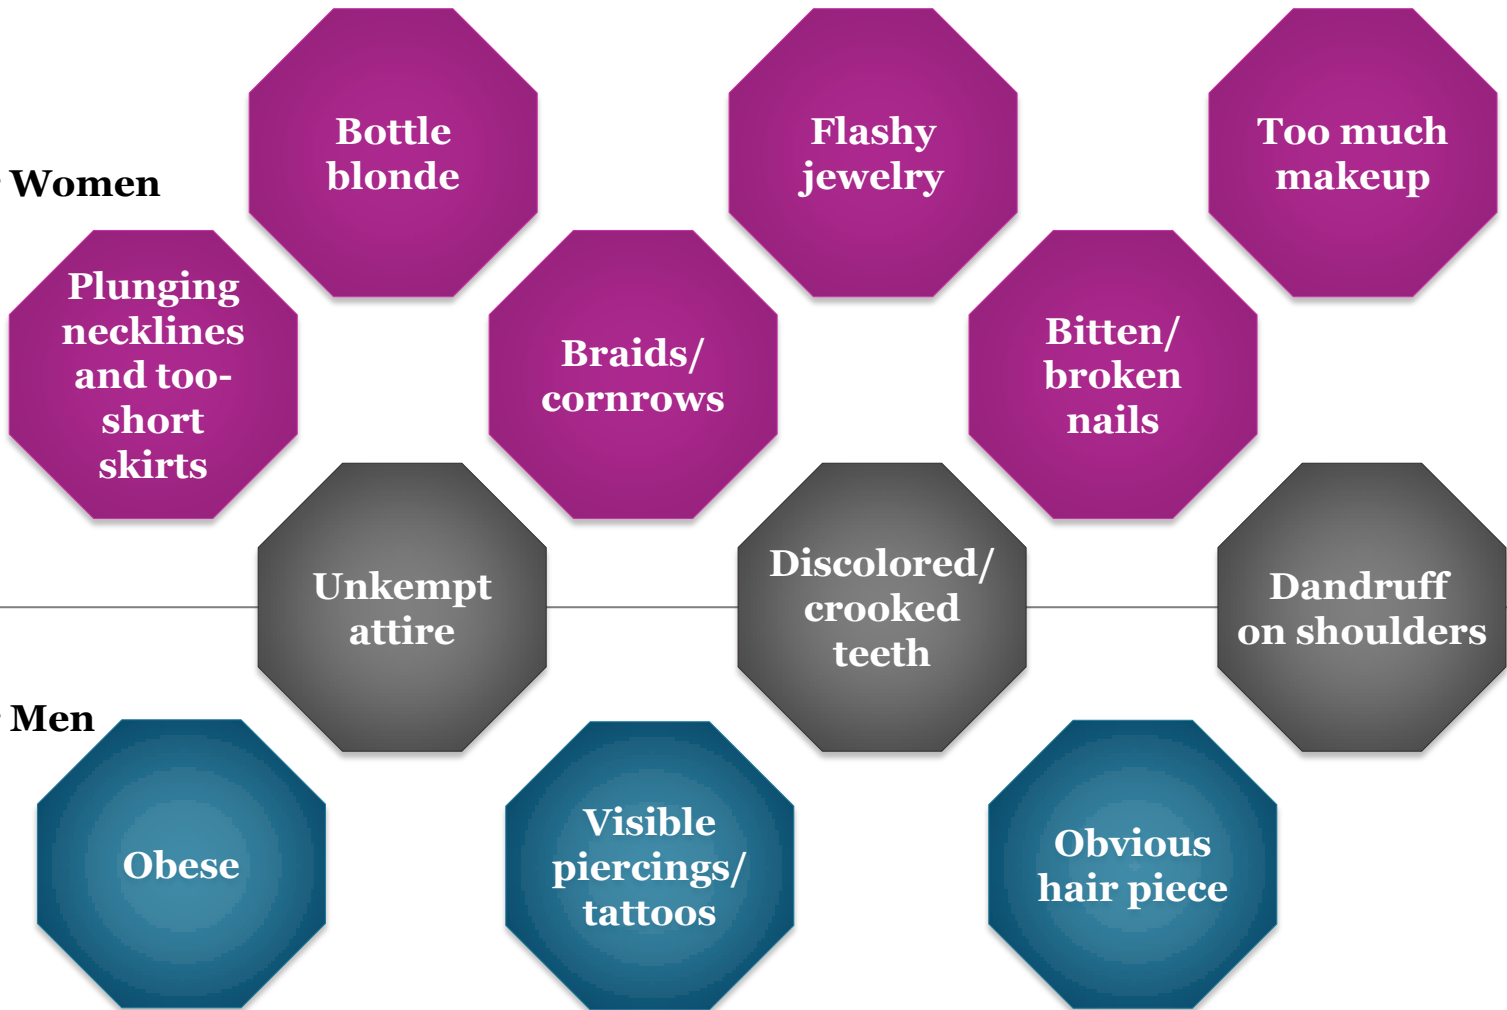 Women
Bottle
blonde
Flashy
jewelry
Too much
makeup
Plunging
necklines
and too-
short
skirts
Braids/
cornrows
Bitten/
broken
nails
Unkempt
attire
Discolored/
crooked
teeth
Dandruff
on shoulders
Men
Obese
Visible
piercings/
tattoos
Obvious
hair piece